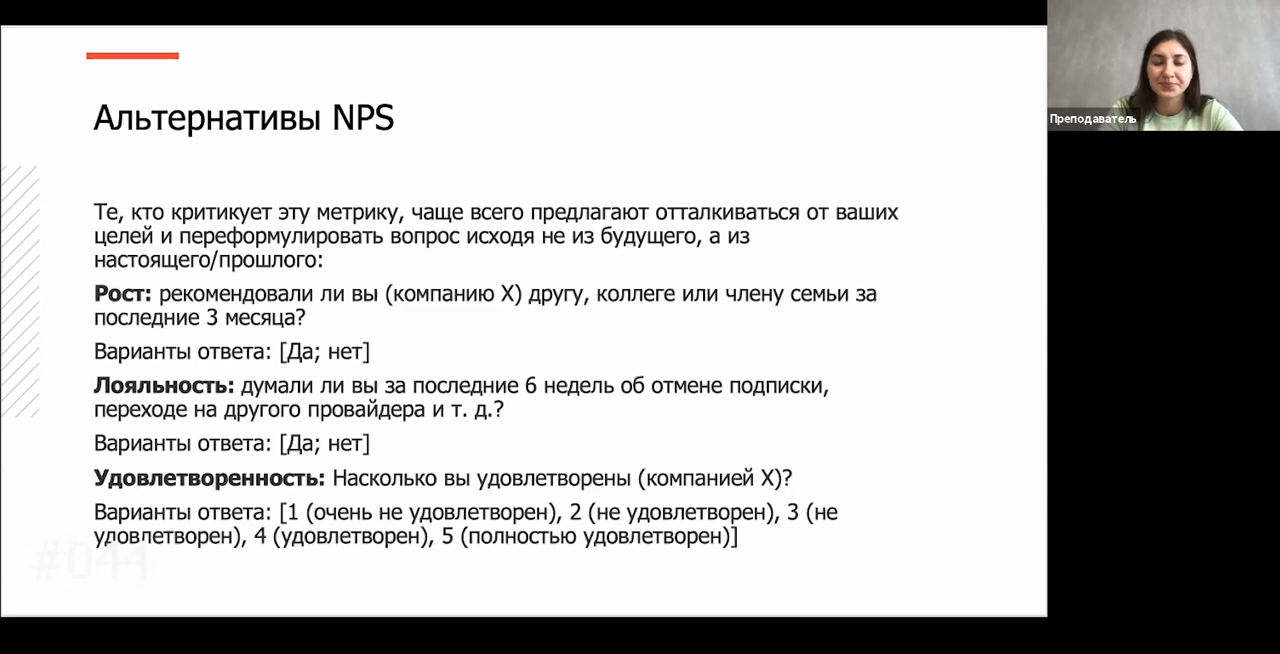 Альтернативы NPS
Те, кто критикует эту метрику, чаще всего предлагают отталкиваться от ваших
целей и переформулировать вопрос исходя не из будущего, а из
настоящего/прошлого:
Рост: рекомендовали ли вы (компанию X) другу, коллеге или члену семьи за
последние 3 месяца?
Варианты ответа: [Да; нет]
Лояльность: думали ли вы за последние 6 недель об отмене подписки,
переходе на другого провайдера и т. д.?
Варианты ответа: [Да; нет]
Удовлетворенность: Насколько вы удовлетворены (компанией X)?
Варианты ответа: [1 (очень не удовлетворен), 2 (не удовлетворен), 3 (не
удовлетворен), 4 (удовлетворен), 5 (полностью удовлетворен)]
Преподаватель